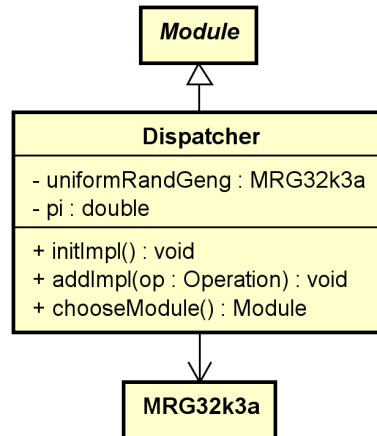 Module
Dispatcher
- uniformRandGeng : MRG32k3a
- pi : double
+ initImpl() : void
+ addImpl(op : Operation) : void
+ chooseModule() : Module
MRG32k3a